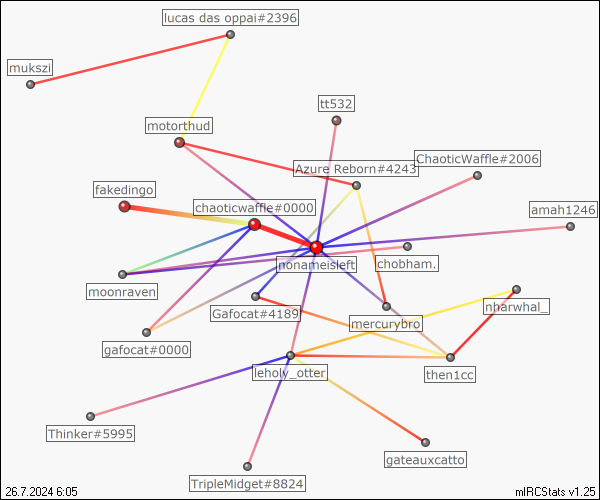 lucas das oppai#2396
mukszi
tt532
motorthud
ChaoticWaffle#2006
Azure Reborn#4243
fakedingo
chaoticwaffle#0000
amah1246
nonameisleft
chobham.
moonraven
nharwhal_
Gafocat#4189
mercurybro
gafocat#0000
leholy_otter
then1cc
Thinker#5995
gateauxcatto
TripleMidget#8824
26.7.2024 6:05
mIRCStats v1.25